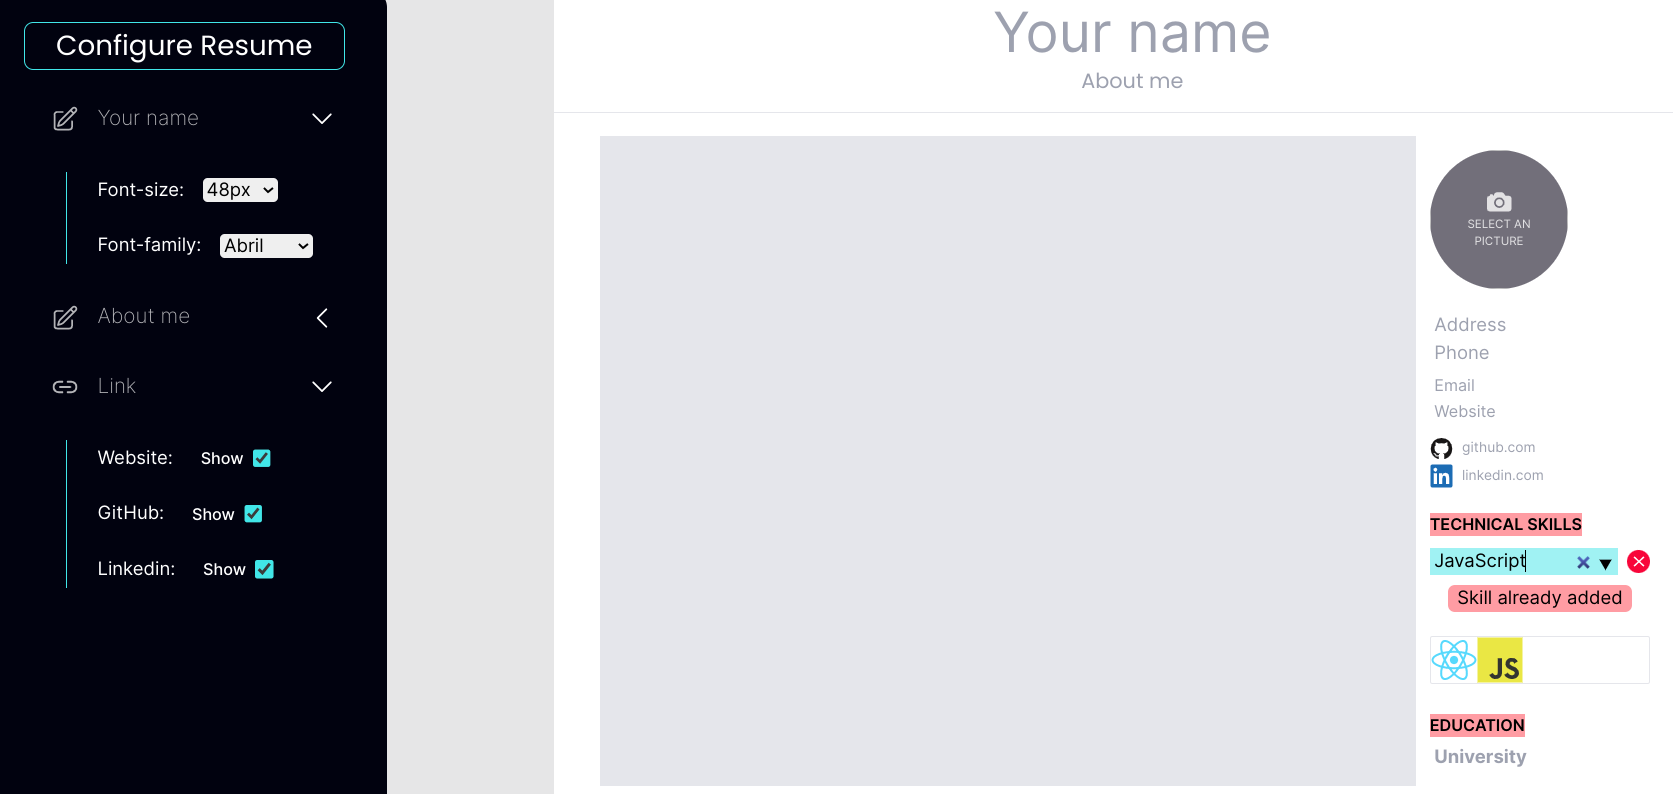 Configure Resume
Your name
Font-size: 48px
Font-family: Abril
About me
Link
Website: Show
GitHub: Show
Linkedin: Show
Your name
About me
SELECT AN
PICTURE
Address
Phone
Email
Website
github.com
in linkedin.com
TECHNICAL SKILLS
JavaScript
Skill already added
JS
EDUCATION
University